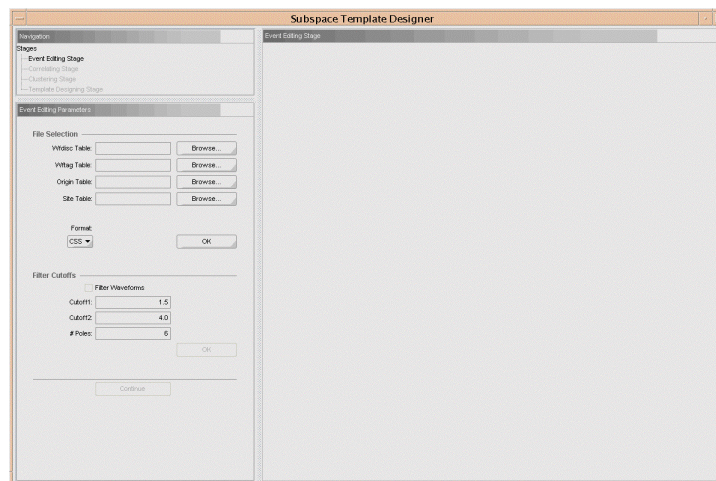 Subspace Template Designer
Navigation
Stages
Event Editing Stage
Correlating Stage
Clustering Stage
Template Designing Stage
Event Editing Parameters
File Selection
Wfdisc Table: Browse...
Wftag Table: Browse...
Origin Table: Browse...
Site Table: Browse...
Format:
CSS OK
Filter Cutoffs
Filter Waveforms
Cutoff1: 1.5
Cutoff2: 4.0
# Poles: 6
OK
Continue
Event Editing Stage